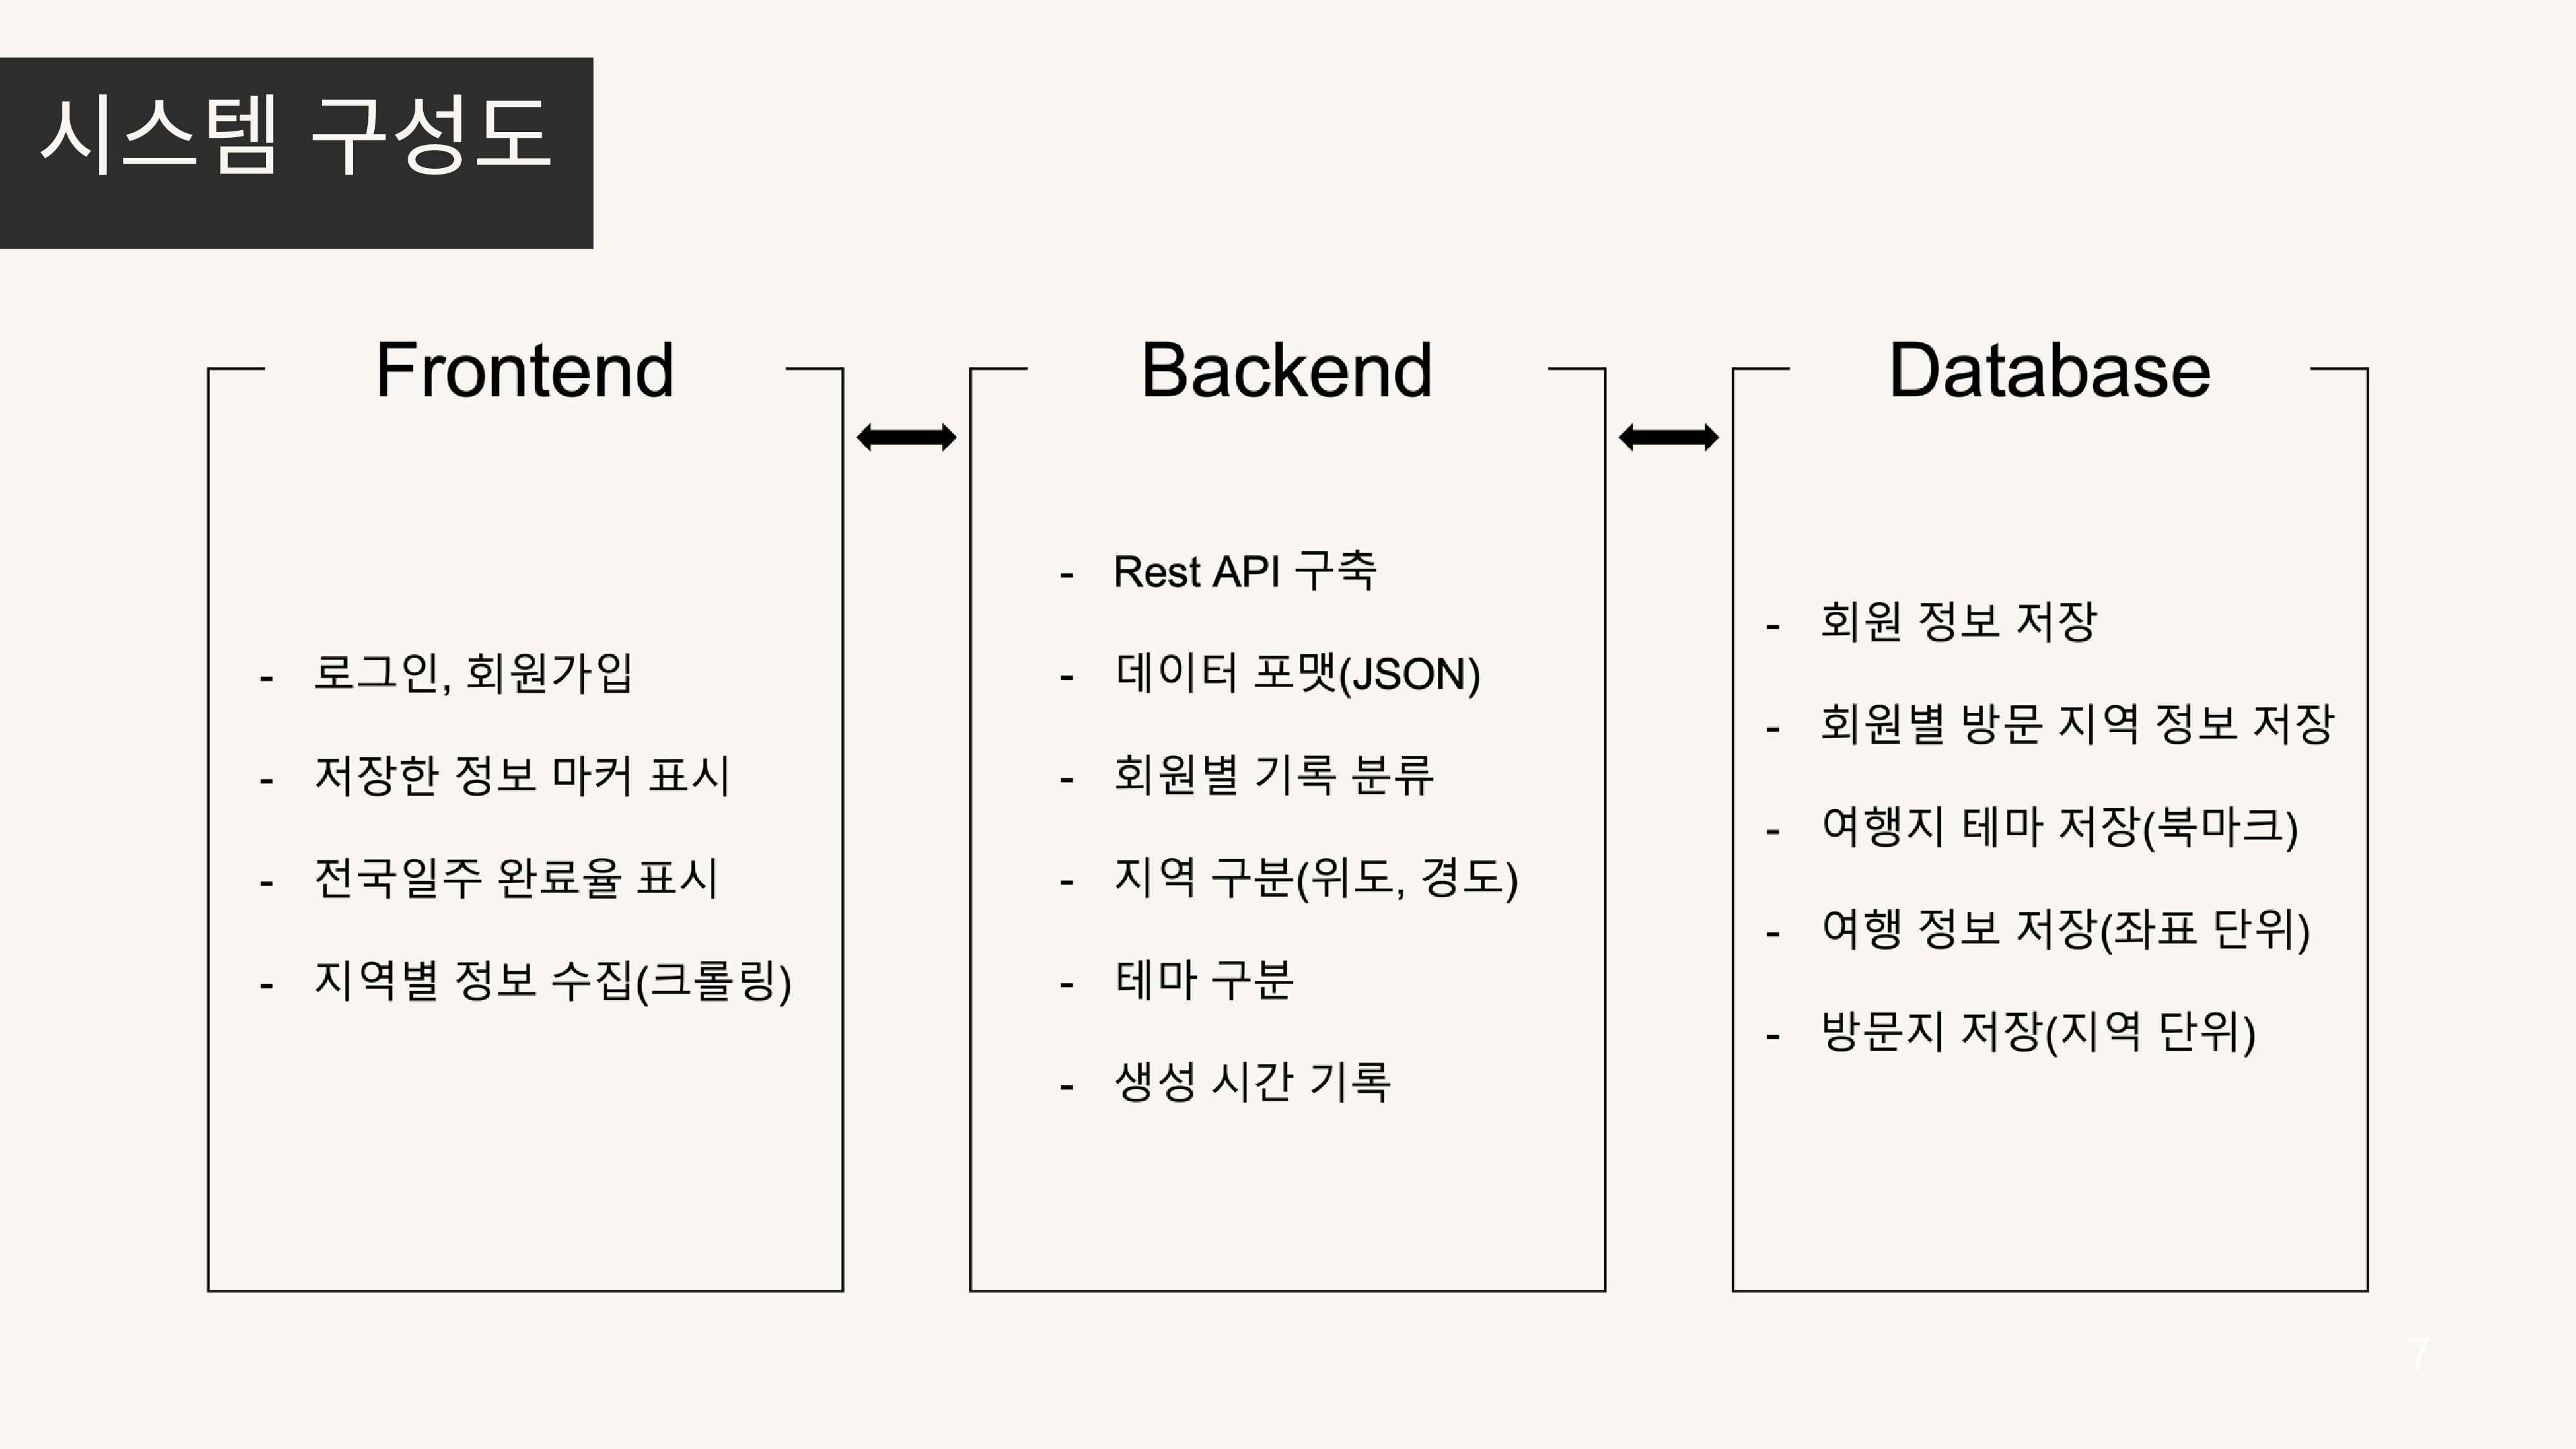 시스템 구성도
Frontend
- 로그인, 회원가입
- 저장한 정보 마커 표시
- 전국일주 완료율 표시
- 지역별 정보 수집(크롤링)
Backend
- Rest API 구축
- 데이터 포맷(JSON)
- 회원별 기록 분류
- 지역 구분(위도, 경도)
- 테마 구분
- 생성 시간 기록
Database
- 회원 정보 저장
- 회원별 방문 지역 정보 저장
- 여행지 테마 저장(북마크)
- 여행 정보 저장(좌표 단위)
- 방문지 저장(지역 단위)
7